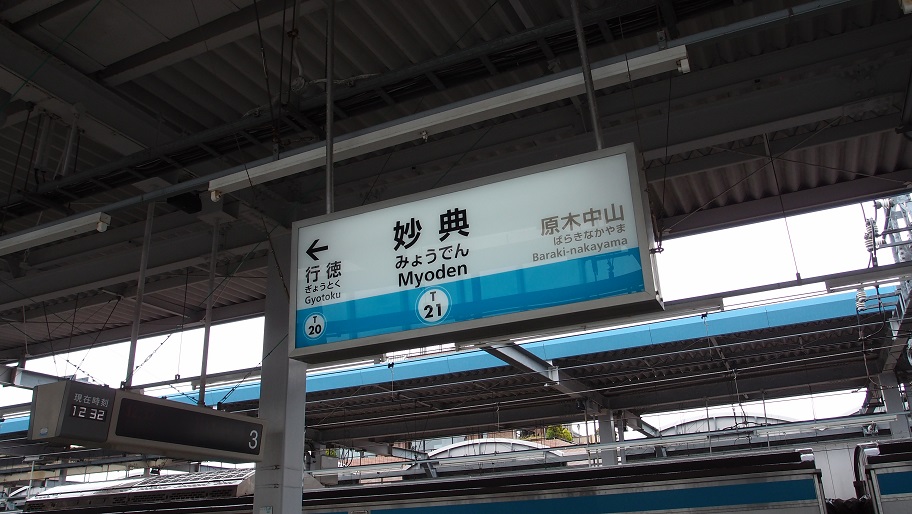 ←
行徳
ぎょうとく
Gyotoku
T
20
妙典
みょうでん
Myoden
T
21
原木中山
ばらきなかやま
Baraki-nakayama
現在時刻
12 32
3